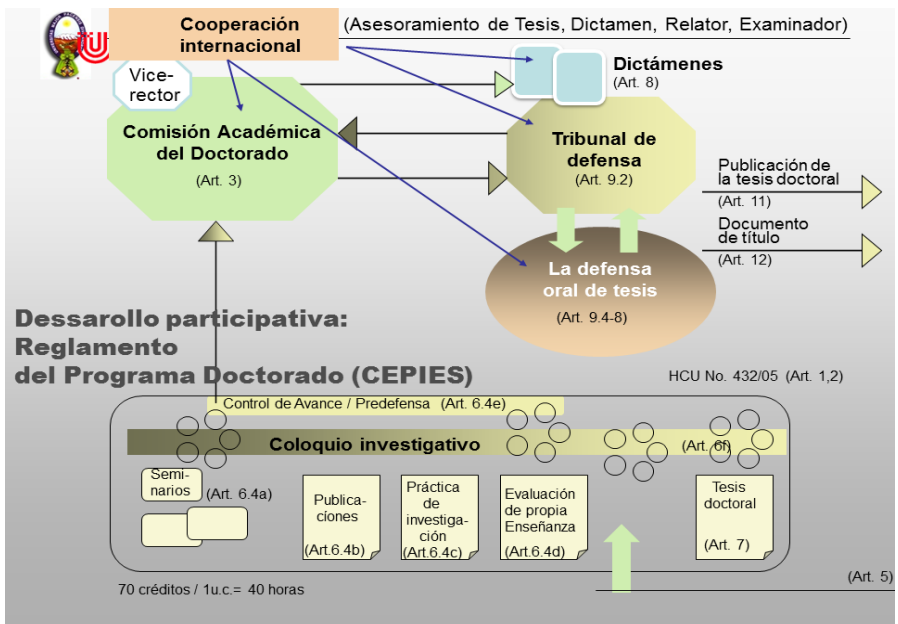 Cooperación
internacional
(Asesoramiento de Tesis, Dictamen, Relator, Examinador)
Vice-
rector
Dictámenes
(Art. 8)
Comisión Académica
del Doctorado
(Art. 3)
Tribunal de
defensa
(Art. 9.2)
Publicación de
la tesis doctoral
(Art. 11)
Documento
de título
(Art. 12)
La defensa
oral de tesis
(Art. 9.4-8)
Dessarollo participativa:
Reglamento
del Programa Doctorado (CEPIES)
HCU No. 432/05 (Art. 1,2)
Control de Avance / Predefensa (Art. 6.4e)
Coloquio investigativo
(Art. 6f)
Semi-
narios
(Art. 6.4a)
Publica-
cíones
(Art.6.4b)
Práctica
de
investiga-
ción
(Art.6.4c)
Evaluación
de propia
Enseñanza
(Art.6.4d)
Tesis
doctoral
(Art. 7)
(Art. 5)
70 créditos / 1u.c.= 40 horas